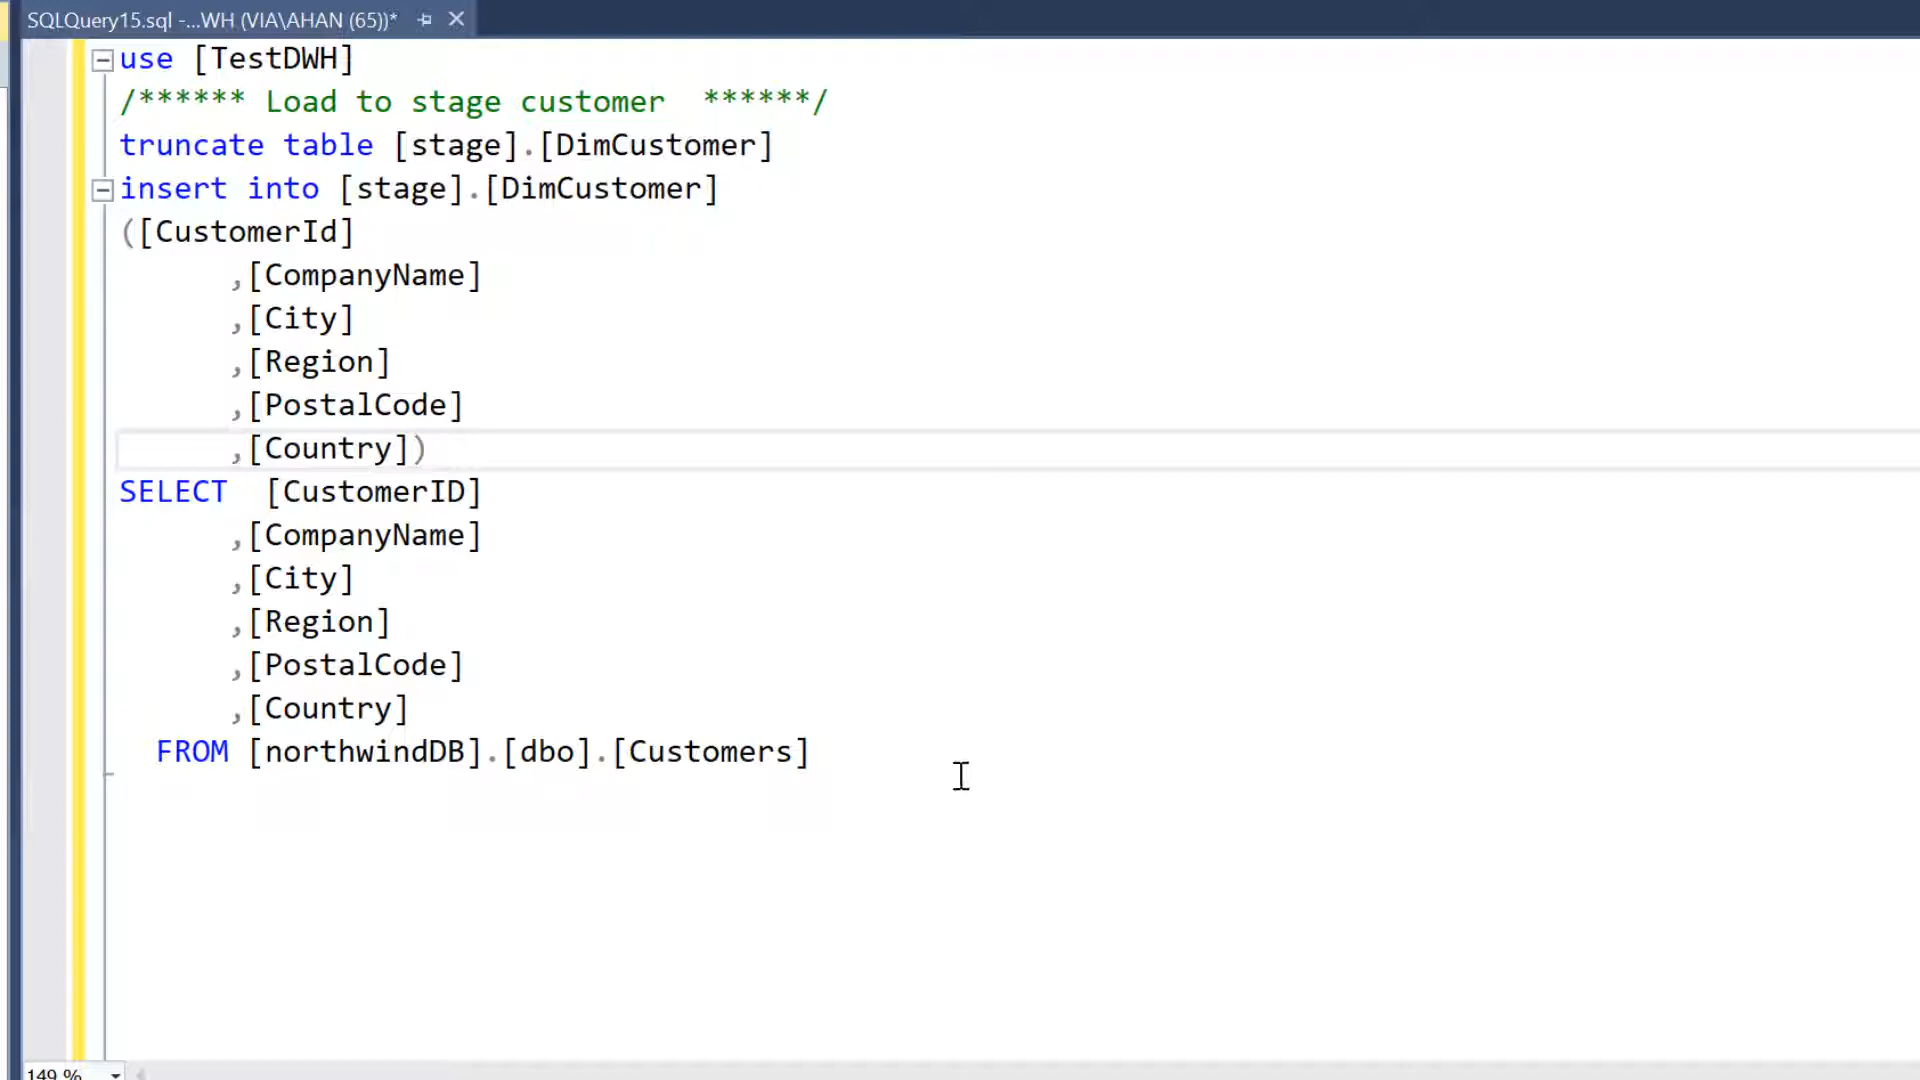 SQLQuery15.sql -...WH (VIA\AHAN (65))*
use [TestDWH]
/****** Load to stage customer  ******/
truncate table [stage].[DimCustomer]
insert into [stage].[DimCustomer]
([CustomerId]
      ,[CompanyName]
      ,[City]
      ,[Region]
      ,[PostalCode]
      ,[Country])
SELECT  [CustomerID]
      ,[CompanyName]
      ,[City]
      ,[Region]
      ,[PostalCode]
      ,[Country]
  FROM [northwindDB].[dbo].[Customers]
149 %